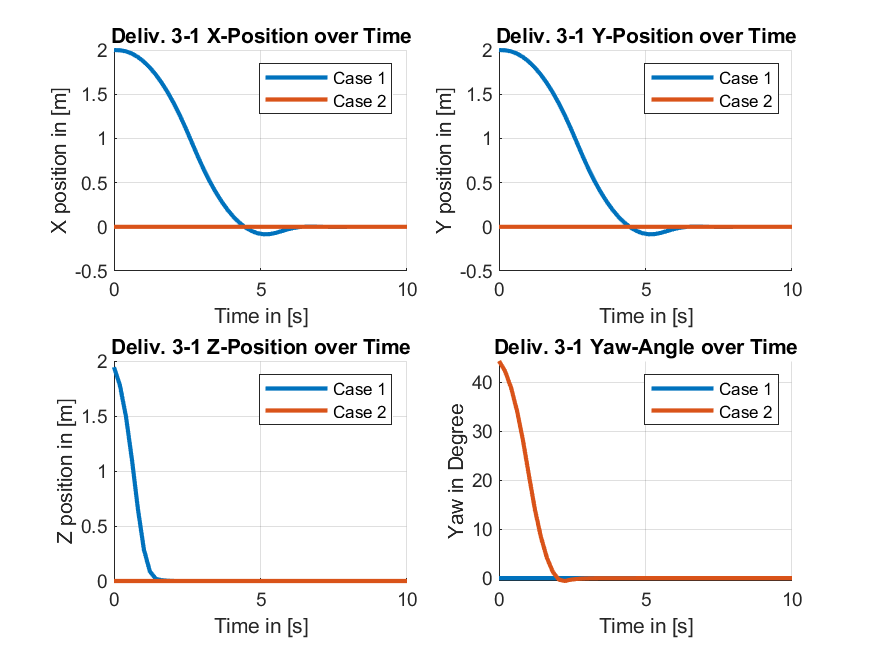 Deliv. 3-1 X-Position over Time
2
1.5
1
0.5
0
-0.5
X position in [m]
Case 1
Case 2
0
5
10
Time in [s]
Deliv. 3-1 Y-Position over Time
2
1.5
1
0.5
0
-0.5
Y position in [m]
Case 1
Case 2
0
5
10
Time in [s]
Deliv. 3-1 Z-Position over Time
2
1.5
1
0.5
0
Z position in [m]
Case 1
Case 2
0
5
10
Time in [s]
Deliv. 3-1 Yaw-Angle over Time
40
30
20
10
0
Yaw in Degree
Case 1
Case 2
0
5
10
Time in [s]